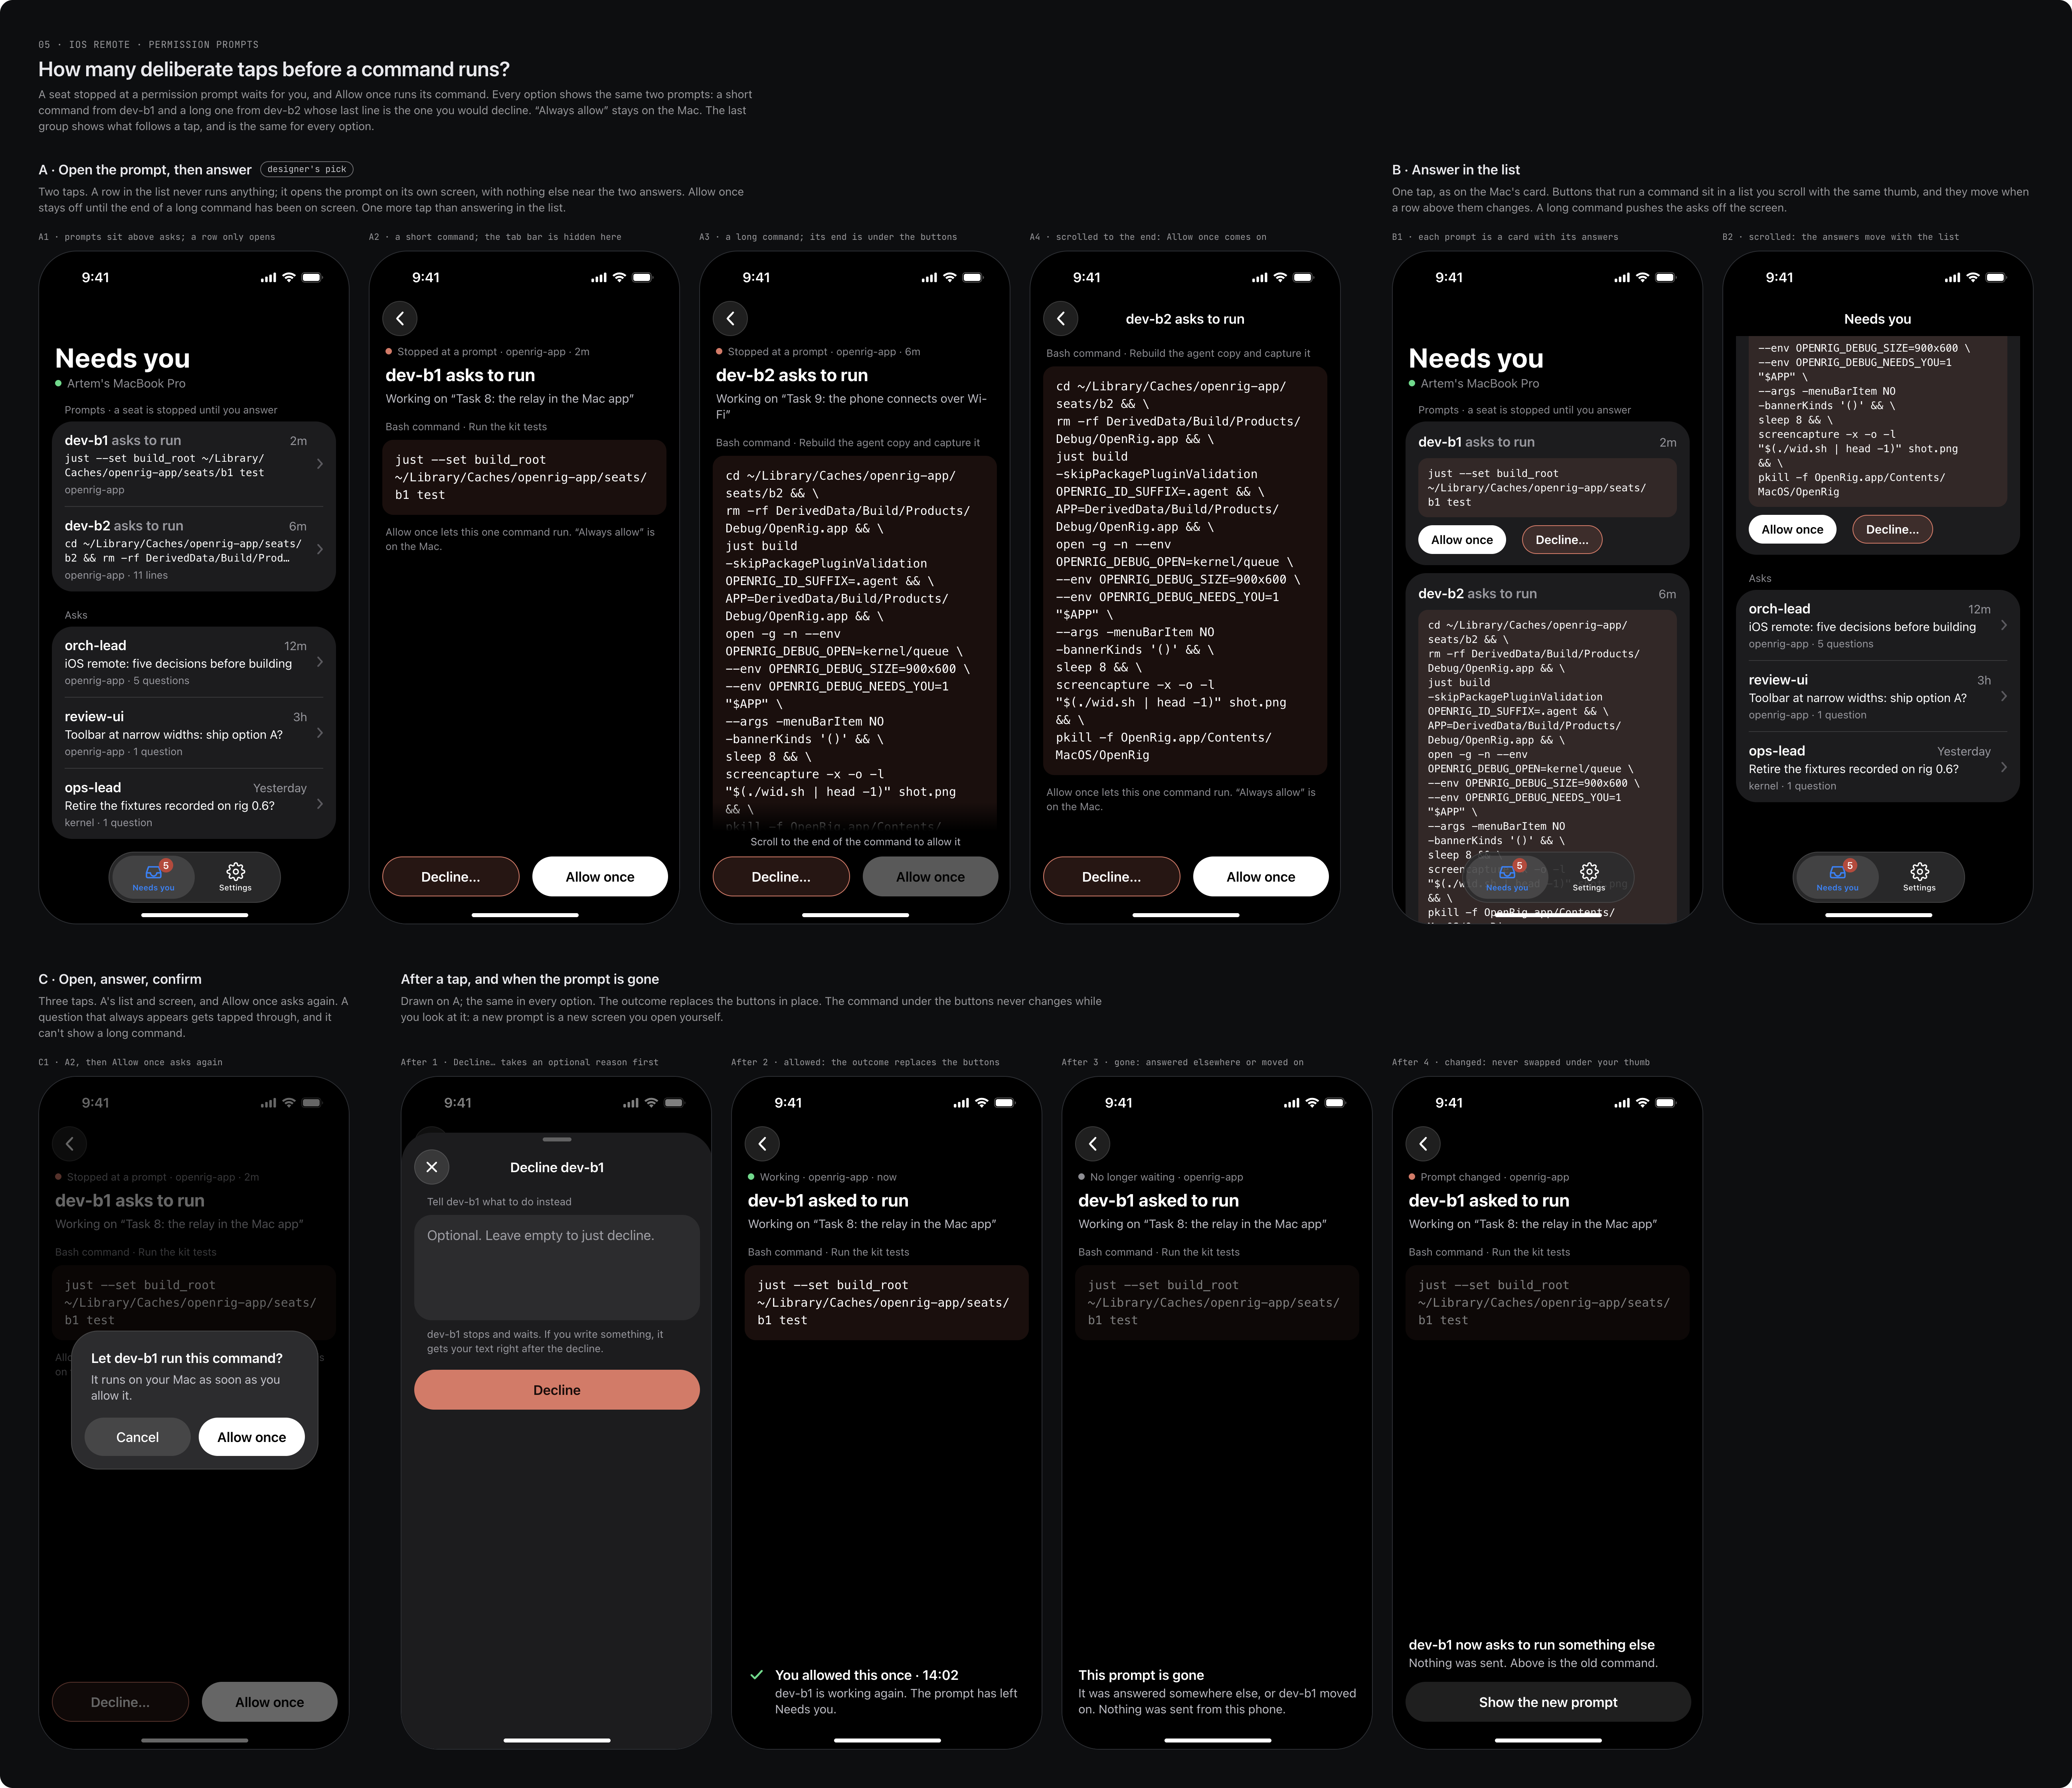 05 · IOS REMOTE · PERMISSION PROMPTS
How many deliberate taps before a command runs?
A seat stopped at a permission prompt waits for you, and Allow once runs its command. Every option shows the same two prompts: a short
command from dev-b1 and a long one from dev-b2 whose last line is the one you would decline. “Always allow” stays on the Mac. The last
group shows what follows a tap, and is the same for every option.
A · Open the prompt, then answer
designer's pick
Two taps. A row in the list never runs anything; it opens the prompt on its own screen, with nothing else near the two answers. Allow once
stays off until the end of a long command has been on screen. One more tap than answering in the list.
A1 · prompts sit above asks; a row only opens
9:41
Needs you
Artem's MacBook Pro
Prompts · a seat is stopped until you answer
dev-b1 asks to run 2m
just --set build_root ~/Library/
Caches/openrig-app/seats/b1 test
openrig-app
dev-b2 asks to run 6m
cd ~/Library/Caches/openrig-app/seats/
b2 && rm -rf DerivedData/Build/Prod…
openrig-app · 11 lines
Asks
orch-lead 12m
iOS remote: five decisions before building
openrig-app · 5 questions
review-ui 3h
Toolbar at narrow widths: ship option A?
openrig-app · 1 question
ops-lead Yesterday
Retire the fixtures recorded on rig 0.6?
kernel · 1 question
5
Needs you
Settings
A2 · a short command; the tab bar is hidden here
9:41
Stopped at a prompt · openrig-app · 2m
dev-b1 asks to run
Working on “Task 8: the relay in the Mac app”
Bash command · Run the kit tests
just --set build_root
~/Library/Caches/openrig-app/seats/
b1 test
Allow once lets this one command run. “Always allow” is
on the Mac.
Decline…
Allow once
A3 · a long command; its end is under the buttons
9:41
Stopped at a prompt · openrig-app · 6m
dev-b2 asks to run
Working on “Task 9: the phone connects over Wi-
Fi”
Bash command · Rebuild the agent copy and capture it
cd ~/Library/Caches/openrig-app/
seats/b2 && \
rm -rf DerivedData/Build/Products/
Debug/OpenRig.app && \
just build
-skipPackagePluginValidation
OPENRIG_ID_SUFFIX=.agent && \
APP=DerivedData/Build/Products/
Debug/OpenRig.app && \
open -g -n --env
OPENRIG_DEBUG_OPEN=kernel/queue \
--env OPENRIG_DEBUG_SIZE=900x600 \
--env OPENRIG_DEBUG_NEEDS_YOU=1
"$APP" \
--args -menuBarItem NO
-bannerKinds '()' && \
sleep 8 && \
screencapture -x -o -l
"$(./wid.sh | head -1)" shot.png
&& \
pkill -f OpenRig.app/Contents/
Scroll to the end of the command to allow it
Decline…
Allow once
A4 · scrolled to the end: Allow once comes on
9:41
dev-b2 asks to run
Bash command · Rebuild the agent copy and capture it
cd ~/Library/Caches/openrig-app/
seats/b2 && \
rm -rf DerivedData/Build/Products/
Debug/OpenRig.app && \
just build
-skipPackagePluginValidation
OPENRIG_ID_SUFFIX=.agent && \
APP=DerivedData/Build/Products/
Debug/OpenRig.app && \
open -g -n --env
OPENRIG_DEBUG_OPEN=kernel/queue \
--env OPENRIG_DEBUG_SIZE=900x600 \
--env OPENRIG_DEBUG_NEEDS_YOU=1
"$APP" \
--args -menuBarItem NO
-bannerKinds '()' && \
sleep 8 && \
screencapture -x -o -l
"$(./wid.sh | head -1)" shot.png
&& \
pkill -f OpenRig.app/Contents/
MacOS/OpenRig
Allow once lets this one command run. “Always allow” is
on the Mac.
Decline…
Allow once
B · Answer in the list
One tap, as on the Mac's card. Buttons that run a command sit in a list you scroll with the same thumb, and they move when
a row above them changes. A long command pushes the asks off the screen.
B1 · each prompt is a card with its answers
9:41
Needs you
Artem's MacBook Pro
Prompts · a seat is stopped until you answer
dev-b1 asks to run 2m
just --set build_root
~/Library/Caches/openrig-app/seats/
b1 test
Allow once
Decline…
dev-b2 asks to run 6m
cd ~/Library/Caches/openrig-app/
seats/b2 && \
rm -rf DerivedData/Build/Products/
Debug/OpenRig.app && \
just build
-skipPackagePluginValidation
OPENRIG_ID_SUFFIX=.agent && \
APP=DerivedData/Build/Products/
Debug/OpenRig.app && \
open -g -n --env
OPENRIG_DEBUG_OPEN=kernel/queue \
--env OPENRIG_DEBUG_SIZE=900x600 \
--env OPENRIG_DEBUG_NEEDS_YOU=1
"$APP" \
--args -menuBarItem NO
-bannerKinds '()' && \
sleep 8
&& \
pkill -f OpenRig.app/Contents/
5
Needs you
Settings
B2 · scrolled: the answers move with the list
9:41
Needs you
--env OPENRIG_DEBUG_SIZE=900x600 \
--env OPENRIG_DEBUG_NEEDS_YOU=1
"$APP" \
--args -menuBarItem NO
-bannerKinds '()' && \
sleep 8 && \
screencapture -x -o -l
"$(./wid.sh | head -1)" shot.png
&& \
pkill -f OpenRig.app/Contents/
MacOS/OpenRig
Allow once
Decline…
Asks
orch-lead 12m
iOS remote: five decisions before building
openrig-app · 5 questions
review-ui 3h
Toolbar at narrow widths: ship option A?
openrig-app · 1 question
ops-lead Yesterday
Retire the fixtures recorded on rig 0.6?
kernel · 1 question
5
Needs you
Settings
C · Open, answer, confirm
Three taps. A's list and screen, and Allow once asks again. A
question that always appears gets tapped through, and it
can't show a long command.
C1 · A2, then Allow once asks again
9:41
Stopped at a prompt · openrig-app · 2m
dev-b1 asks to run
Working on “Task 8: the relay in the Mac app”
Bash command · Run the kit tests
just --set build_root
~/Library/Caches/openrig-app/seats/
b1 test
Let dev-b1 run this command?
It runs on your Mac as soon as you
allow it.
Cancel
Allow once
Decline…
Allow once
After a tap, and when the prompt is gone
Drawn on A; the same in every option. The outcome replaces the buttons in place. The command under the buttons never changes while
you look at it: a new prompt is a new screen you open yourself.
After 1 · Decline… takes an optional reason first
9:41
Decline dev-b1
Tell dev-b1 what to do instead
Optional. Leave empty to just decline.
dev-b1 stops and waits. If you write something, it
gets your text right after the decline.
Decline
After 2 · allowed: the outcome replaces the buttons
9:41
Working · openrig-app · now
dev-b1 asked to run
Working on “Task 8: the relay in the Mac app”
Bash command · Run the kit tests
just --set build_root
~/Library/Caches/openrig-app/seats/
b1 test
You allowed this once · 14:02
dev-b1 is working again. The prompt has left
Needs you.
After 3 · gone: answered elsewhere or moved on
9:41
No longer waiting · openrig-app
dev-b1 asked to run
Working on “Task 8: the relay in the Mac app”
Bash command · Run the kit tests
just --set build_root
~/Library/Caches/openrig-app/seats/
b1 test
This prompt is gone
It was answered somewhere else, or dev-b1 moved
on. Nothing was sent from this phone.
After 4 · changed: never swapped under your thumb
9:41
Prompt changed · openrig-app
dev-b1 asked to run
Working on “Task 8: the relay in the Mac app”
Bash command · Run the kit tests
just --set build_root
~/Library/Caches/openrig-app/seats/
b1 test
dev-b1 now asks to run something else
Nothing was sent. Above is the old command.
Show the new prompt